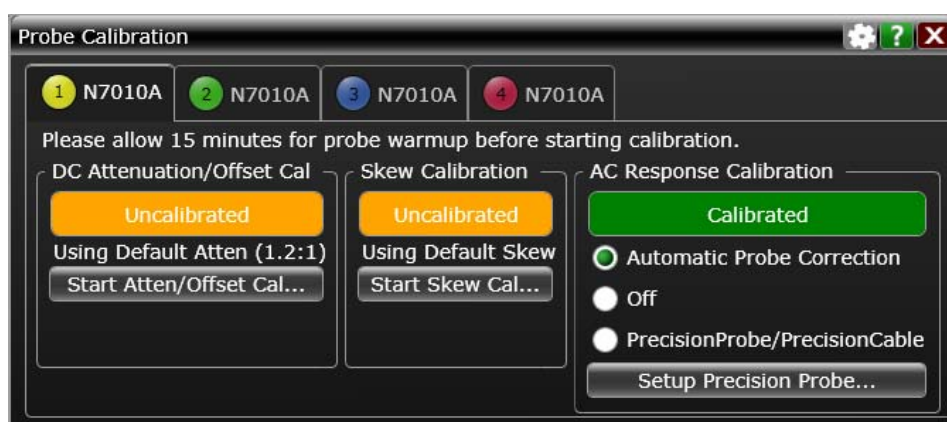 Probe Calibration
?
X
1 N7010A
2 N7010A
3 N7010A
4 N7010A
Please allow 15 minutes for probe warmup before starting calibration.
DC Attenuation/Offset Cal
Uncalibrated
Using Default Atten (1.2:1)
Start Atten/Offset Cal...
Skew Calibration
Uncalibrated
Using Default Skew
Start Skew Cal...
AC Response Calibration
Calibrated
Automatic Probe Correction
Off
PrecisionProbe/PrecisionCable
Setup Precision Probe...